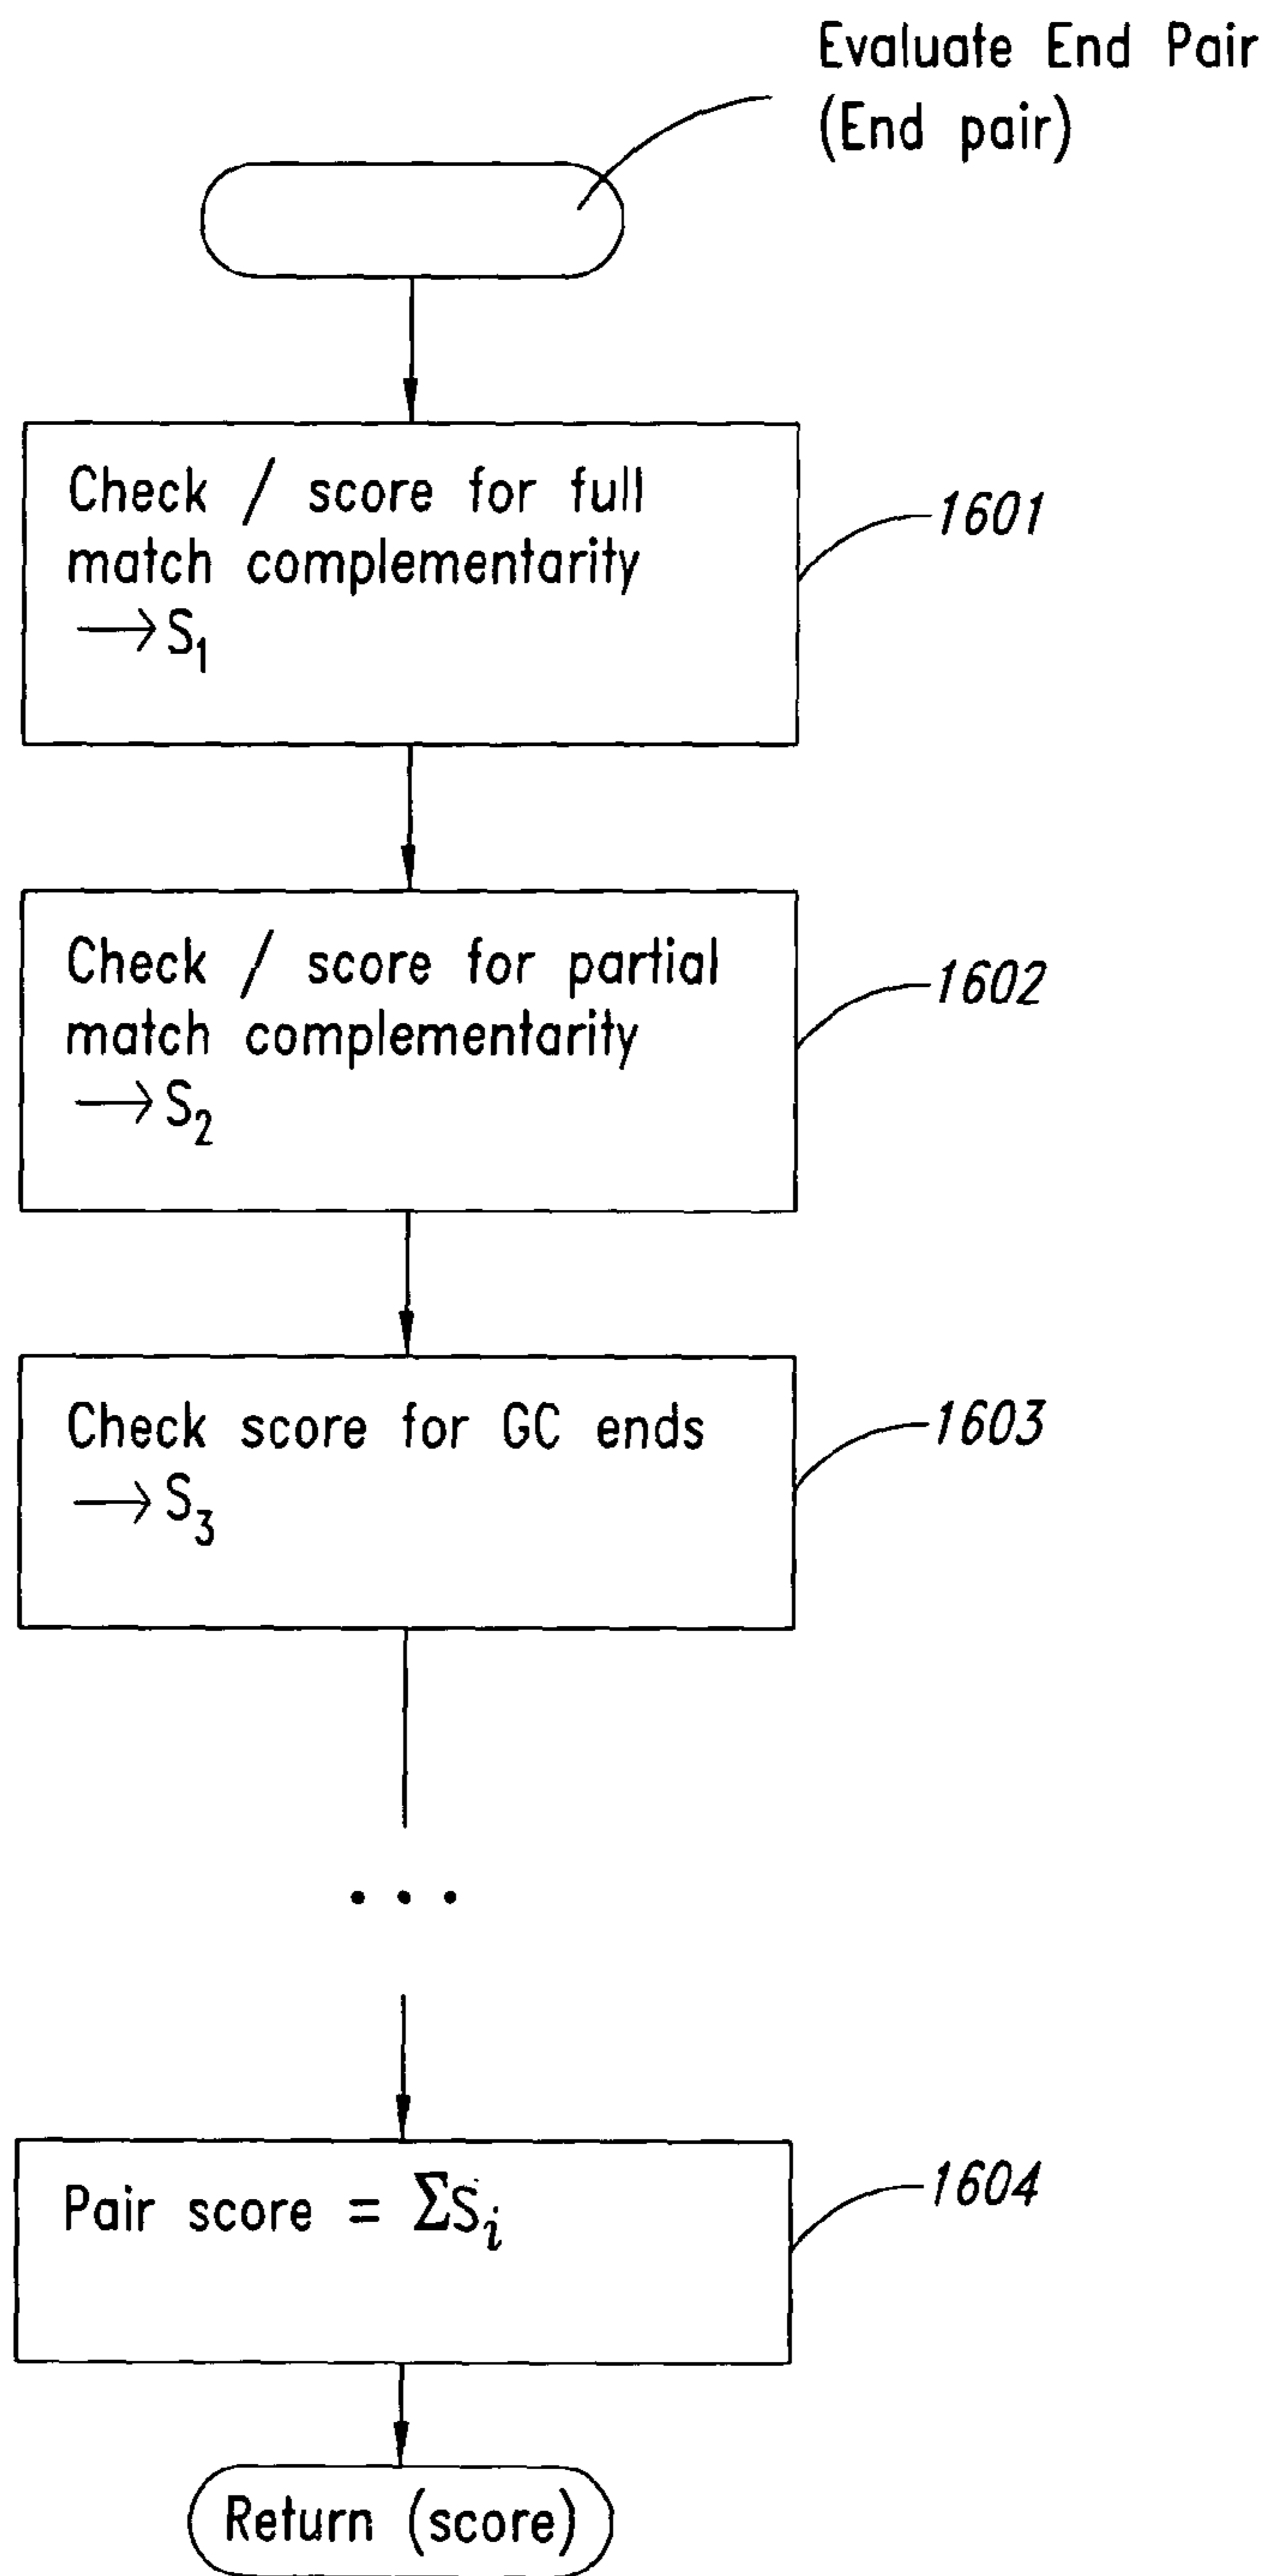 Evaluate End Pair
(End pair)
Check / score for full
match complementarity
→S₁
1601
Check / score for partial
match complementarity
→S₂
1602
Check score for GC ends
→S₃
1603
• • •
Pair score = ΣSᵢ
1604
Return (score)